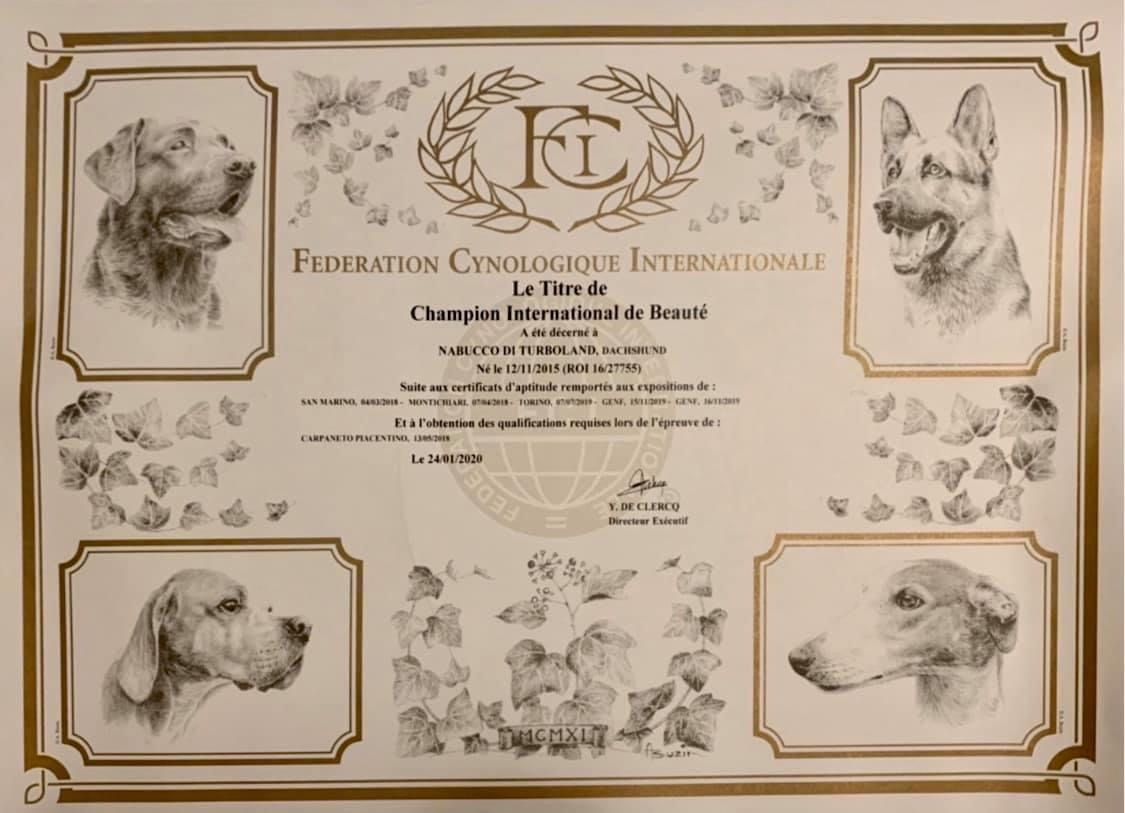 FCI
FEDERATION CYNOLOGIQUE INTERNATIONALE
Le Titre de
Champion International de Beauté
A été décerné à
NABUCCO DI TURBOLAND, DACHSHUND
Né le 12/11/2015 (ROI 16/27755)
Suite aux certificats d'aptitude remportés aux expositions de :
SAN MARINO, 04/03/2018 - MONTICHIARI, 07/04/2018 - TORINO, 07/07/2019 - GENF, 15/11/2019 - GENF, 16/11/2019
Et à l'obtention des qualifications requises lors de l'épreuve de :
CARPANETO PIACENTINO, 13/05/2018
Le 24/01/2020
Y. DE CLERCQ
Directeur Exécutif
MCMXI